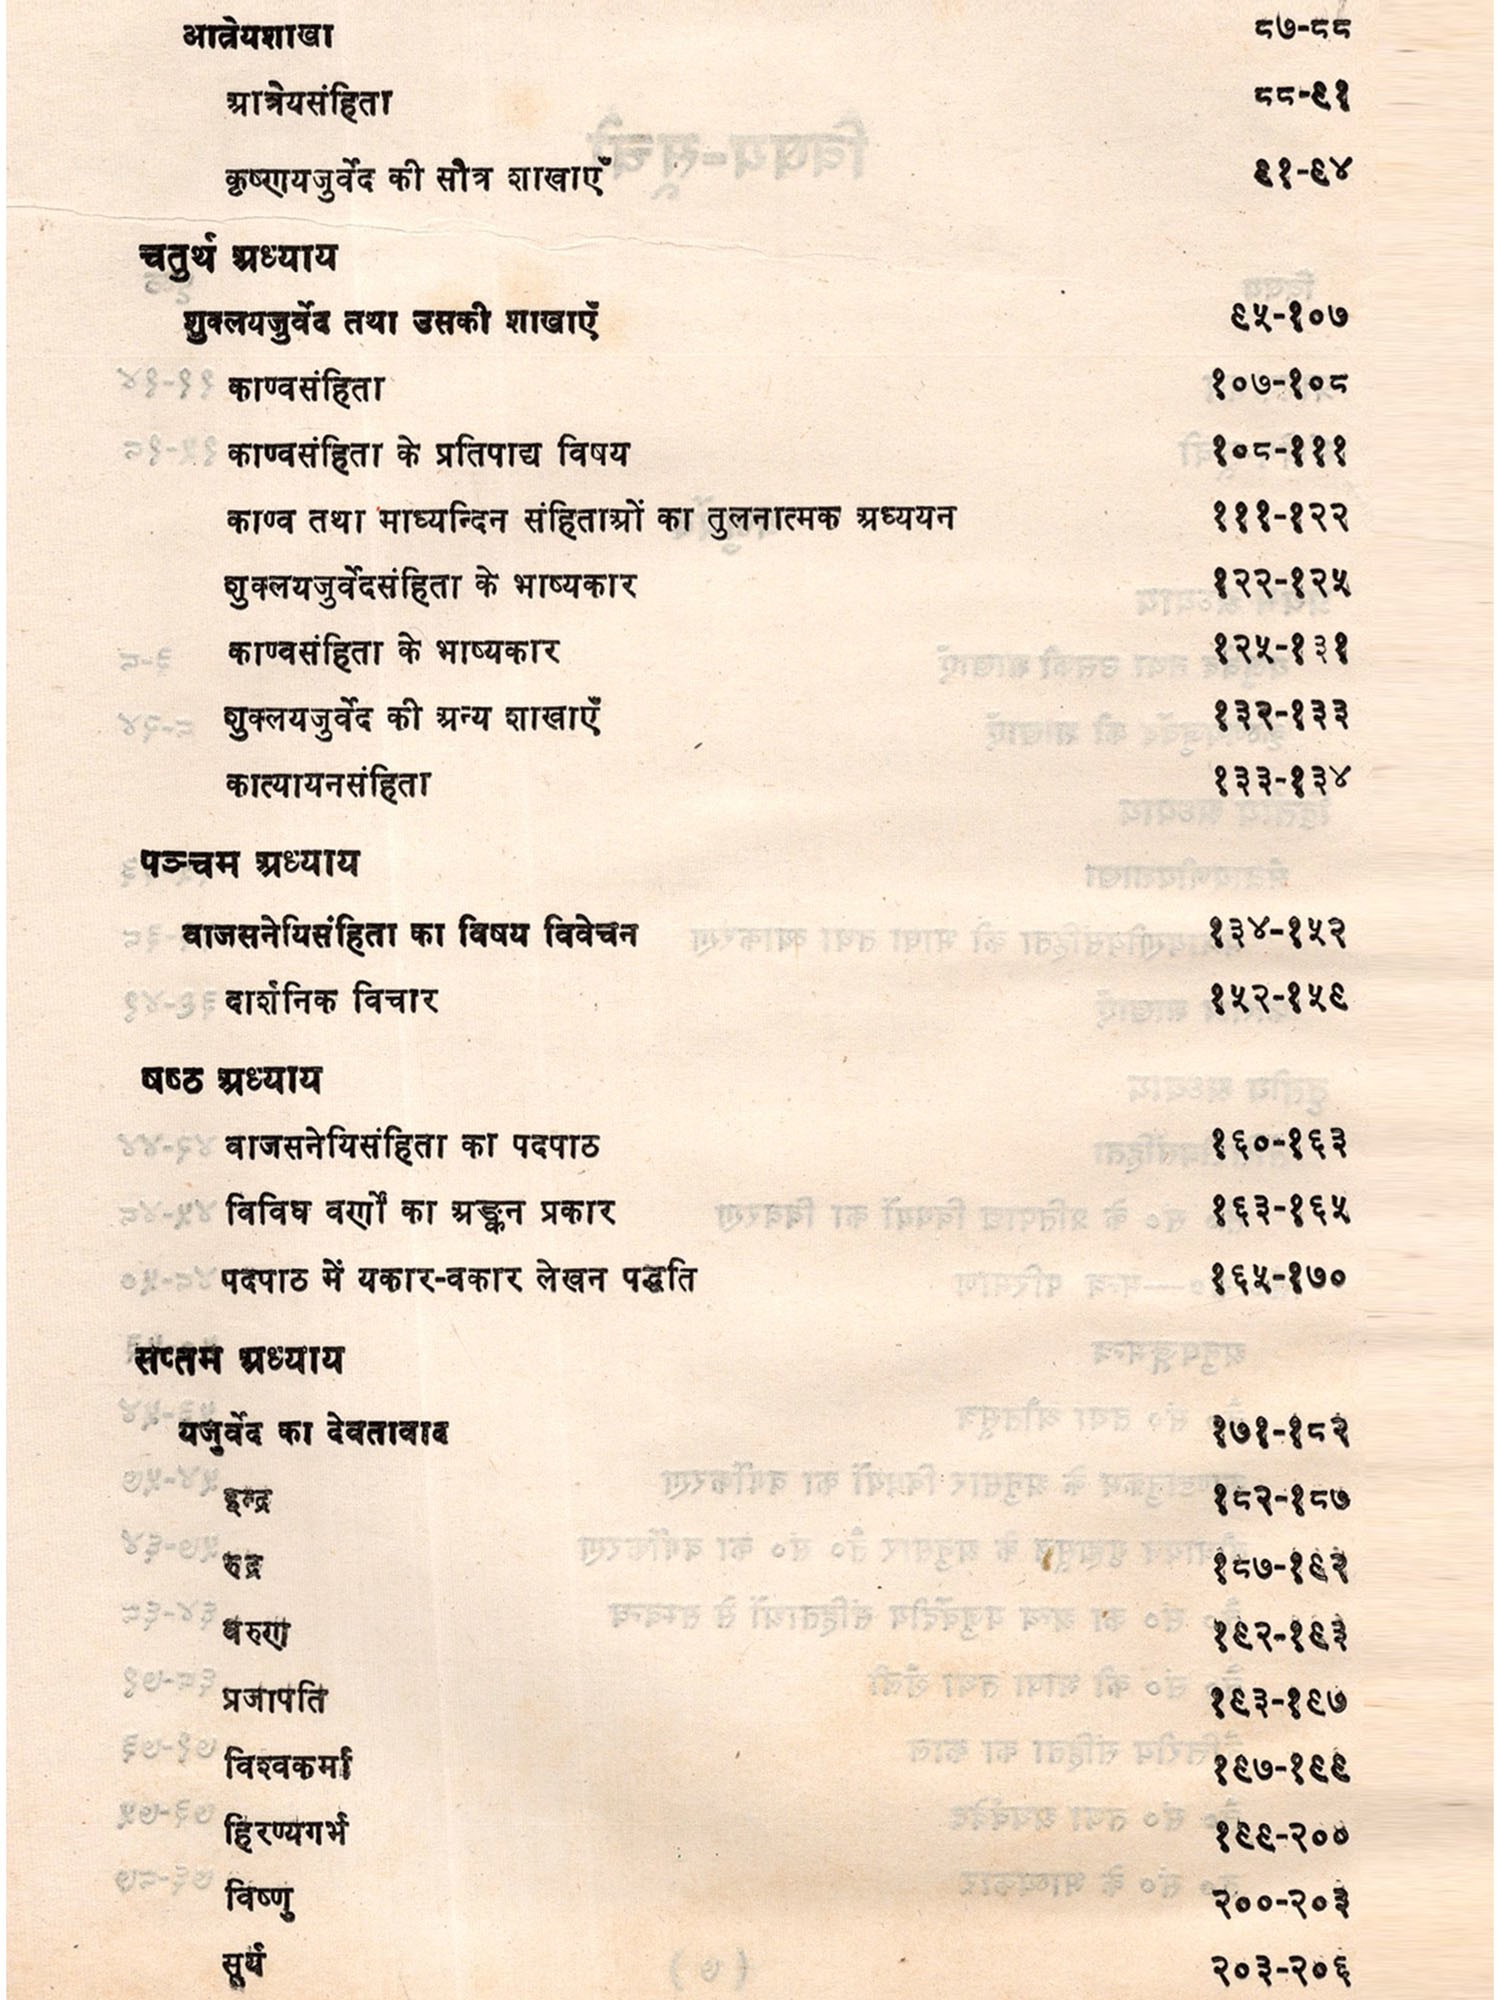 आत्रेयशाखा ८७-८८
आत्रेयसंहिता ८८-९१
कृष्णयजुर्वेद की सौत्र शाखाएँ ९१-९४
चतुर्थ अध्याय
शुक्लयजुर्वेद तथा उसकी शाखाएँ ९५-१०७
काण्वसंहिता १०७-१०८
काण्वसंहिता के प्रतिपाद्य विषय १०८-१११
काण्व तथा माध्यन्दिन संहिताओं का तुलनात्मक अध्ययन १११-१२२
शुक्लयजुर्वेदसंहिता के भाष्यकार १२२-१२५
काण्वसंहिता के भाष्यकार १२५-१३१
शुक्लयजुर्वेद की अन्य शाखाएँ १३२-१३३
कात्यायनसंहिता १३३-१३४
पञ्चम अध्याय
वाजसनेयिसंहिता का विषय विवेचन १३४-१५२
दार्शनिक विचार १५२-१५९
षष्ठ अध्याय
वाजसनेयिसंहिता का पदपाठ १६०-१६३
विविध वर्णों का अङ्कन प्रकार १६३-१६५
पदपाठ में यकार-वकार लेखन पद्धति १६५-१७०
सप्तम अध्याय
यजुर्वेद का देवतावाद १७१-१८२
इन्द्र १८२-१८७
रुद्र १८७-१९२
वरुण १९२-१९३
प्रजापति १९३-१९७
विश्वकर्मा १९७-१९९
हिरण्यगर्भ १९९-२००
विष्णु २००-२०३
सूर्य २०३-२०६